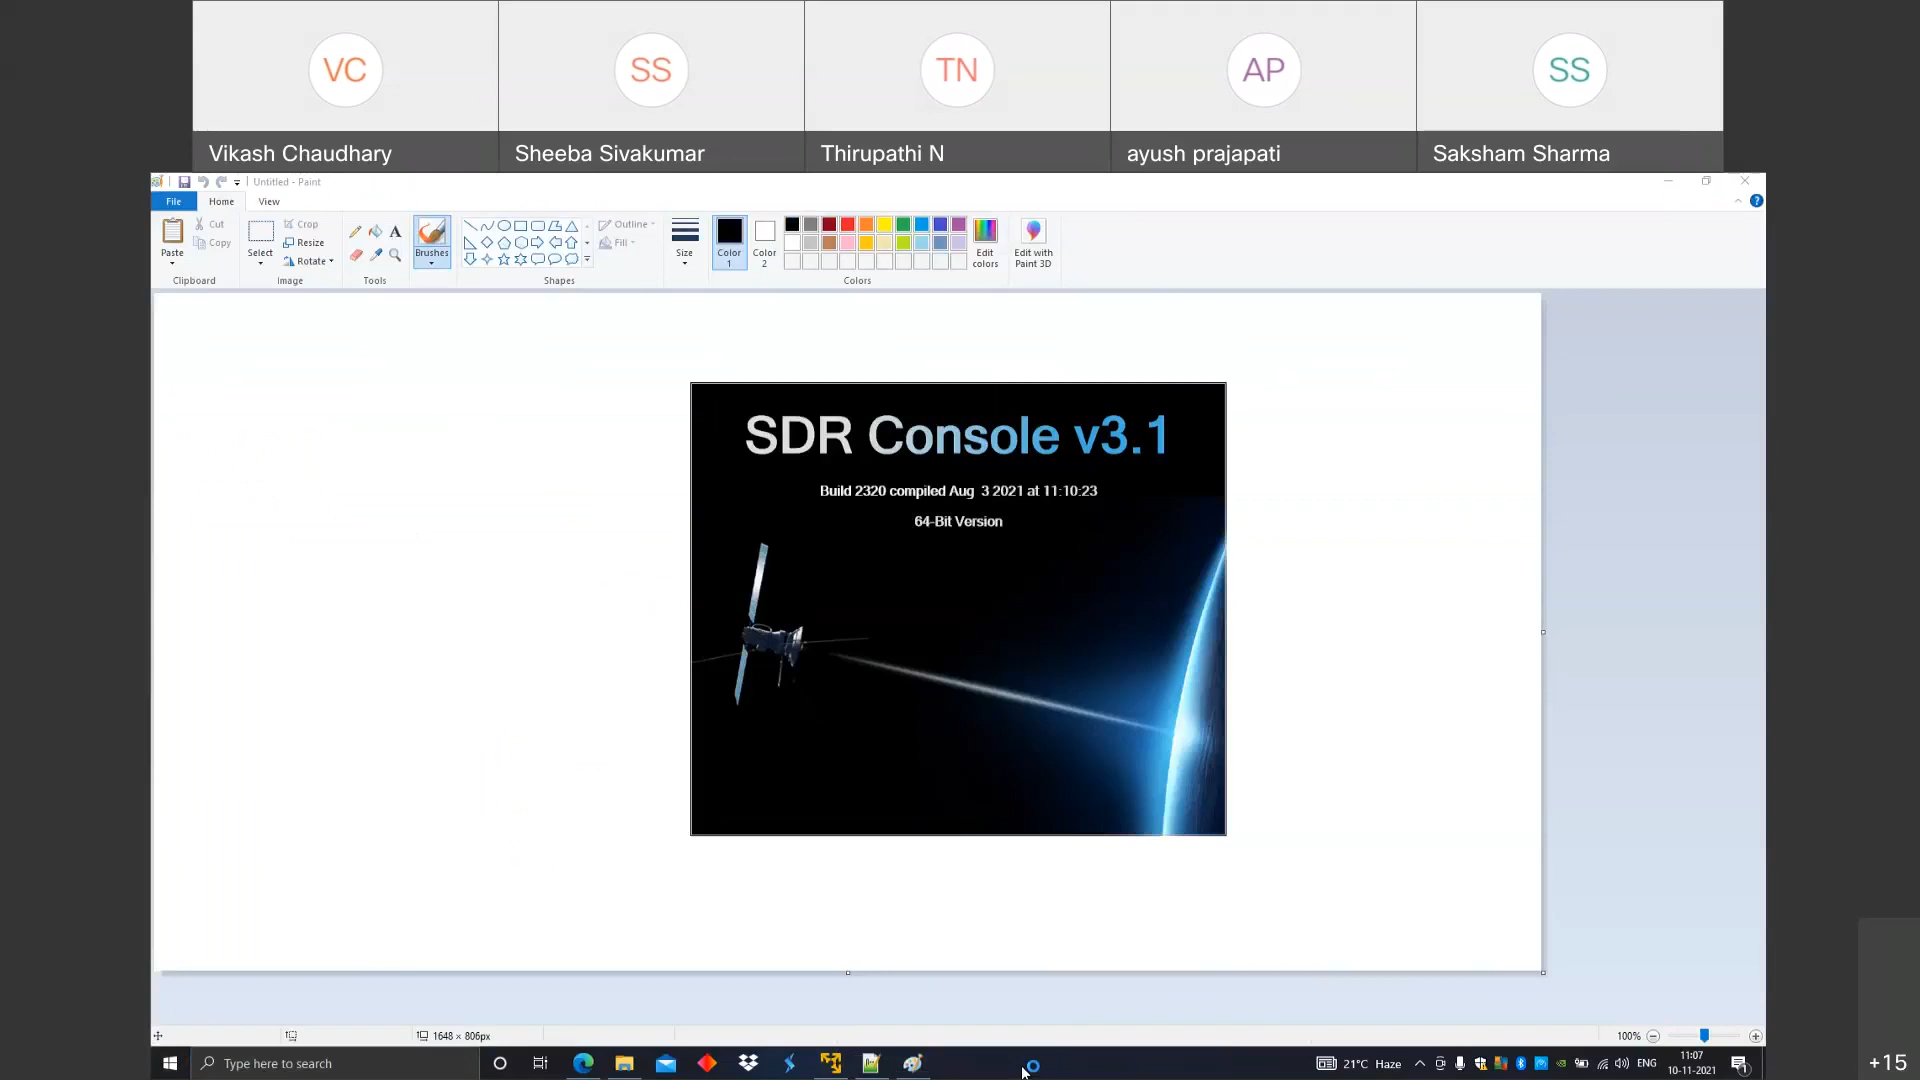 VC
SS
TN
AP
SS
Vikash Chaudhary
Sheeba Sivakumar
Thirupathi N
ayush prajapati
Saksham Sharma
Untitled - Paint
File
Home
View
Paste
Cut
Copy
Clipboard
Select
Crop
Resize
Rotate
Image
A
Tools
Brushes
Outline
Fill
Shapes
Size
Color 1
Color 2
Edit colors
Edit with Paint 3D
Colors
SDR Console v3.1
Build 2320 compiled Aug 3 2021 at 11:10:23
64-Bit Version
1648 × 806px
100%
Type here to search
21°C Haze
ENG
11:07
10-11-2021
1
+15